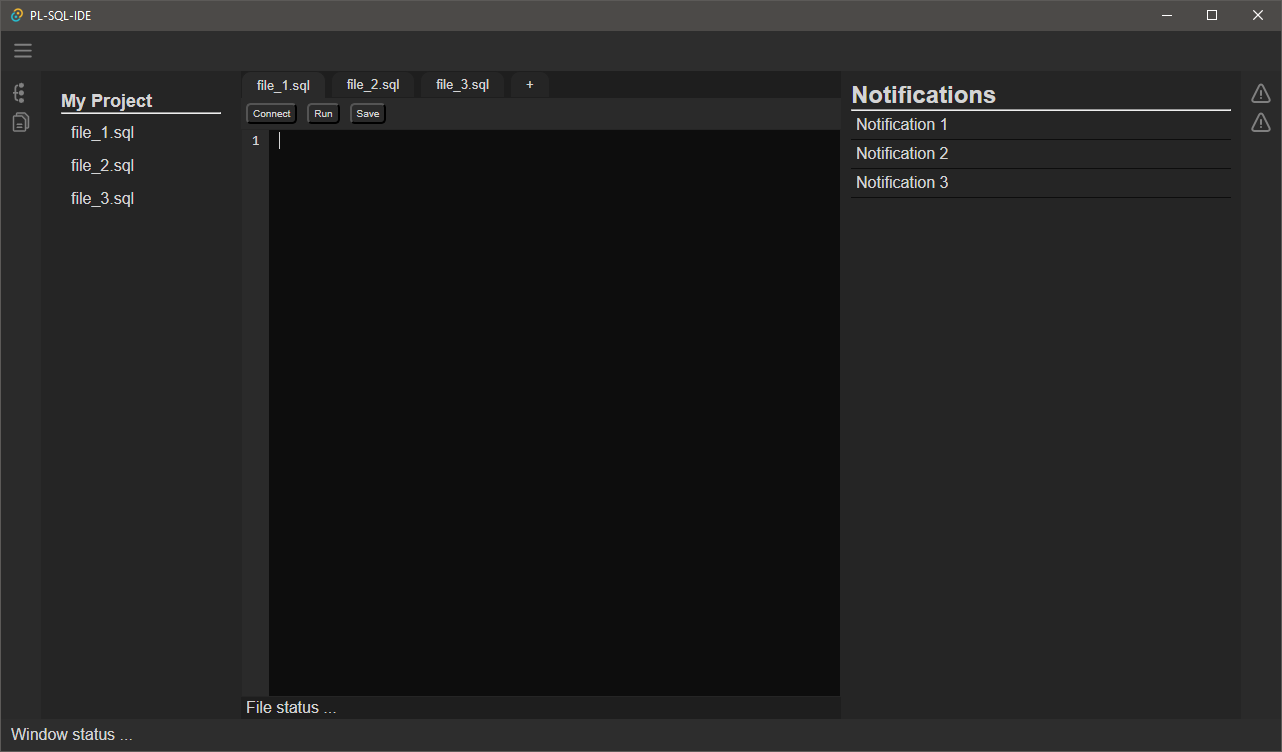 PL-SQL-IDE
My Project
file_1.sql
file_2.sql
file_3.sql
file_1.sql file_2.sql file_3.sql +
Connect Run Save
1
File status ...
Notifications
Notification 1
Notification 2
Notification 3
Window status ...